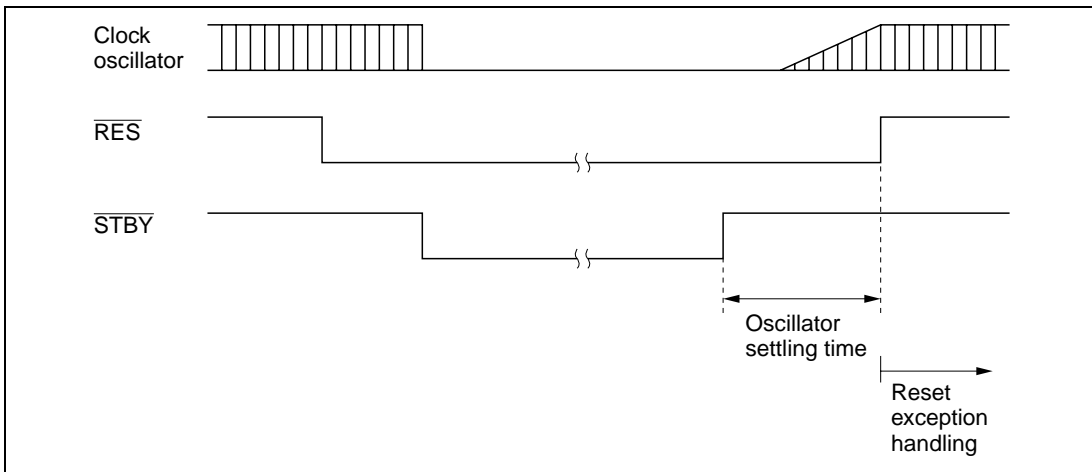 Clock
oscillator
RES
STBY
Oscillator
settling time
Reset
exception
handling